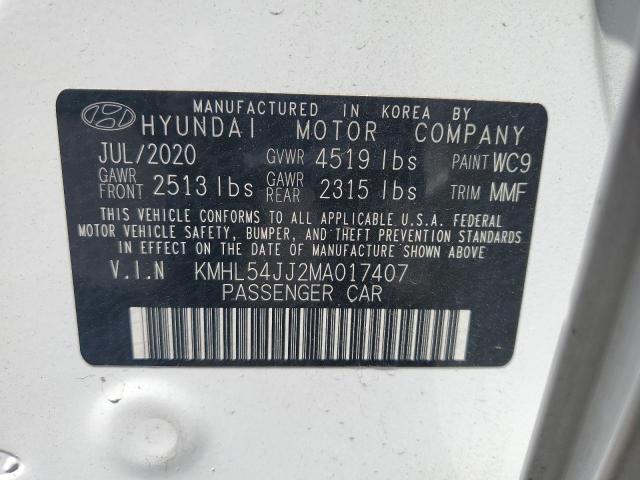 MANUFACTURED IN KOREA BY
HYUNDAI MOTOR COMPANY
JUL/2020 GVWR 4519 lbs PAINT WC9
GAWR FRONT 2513 lbs GAWR REAR 2315 lbs TRIM MMF
THIS VEHICLE CONFORMS TO ALL APPLICABLE U.S.A. FEDERAL
MOTOR VEHICLE SAFETY, BUMPER, AND THEFT PREVENTION STANDARDS
IN EFFECT ON THE DATE OF MANUFACTURE SHOWN ABOVE
V.I.N KMHL54JJ2MA017407
PASSENGER CAR